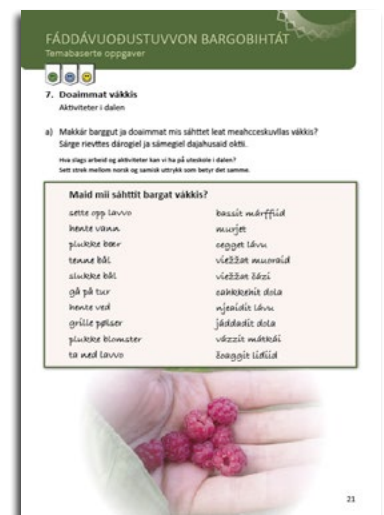 FÁDDÁVUOĐUSTUVVON BARGOBIHTÁT
Temabaserte oppgaver
7. Doaimmat vákkis
Aktiviteter i dalen
a) Makkár barggut ja doaimmat mis sáhttet leat meahcceskuvllas vákkis?
Sárge rievttes dárogiel ja sámegiel dajahusaid oktii.
Hva slags arbeid og aktiviteter kan vi ha på uteskole i dalen?
Sett strek mellom norsk og samisk uttrykk som betyr det samme.
Maid mii sáhttit bargat vákkis?
sette opp lavvo bassit márffiid
hente vann murjet
plukke bær cegget lávu
tenne bål viežžat muoraid
slukke bål viežžat čázi
gå på tur cahkkehit dola
hente ved njeaidit lávu
grille pølser jáddadit dola
plukke blomster vázzit mátkái
ta ned lavvo čoaggit lidiid
21